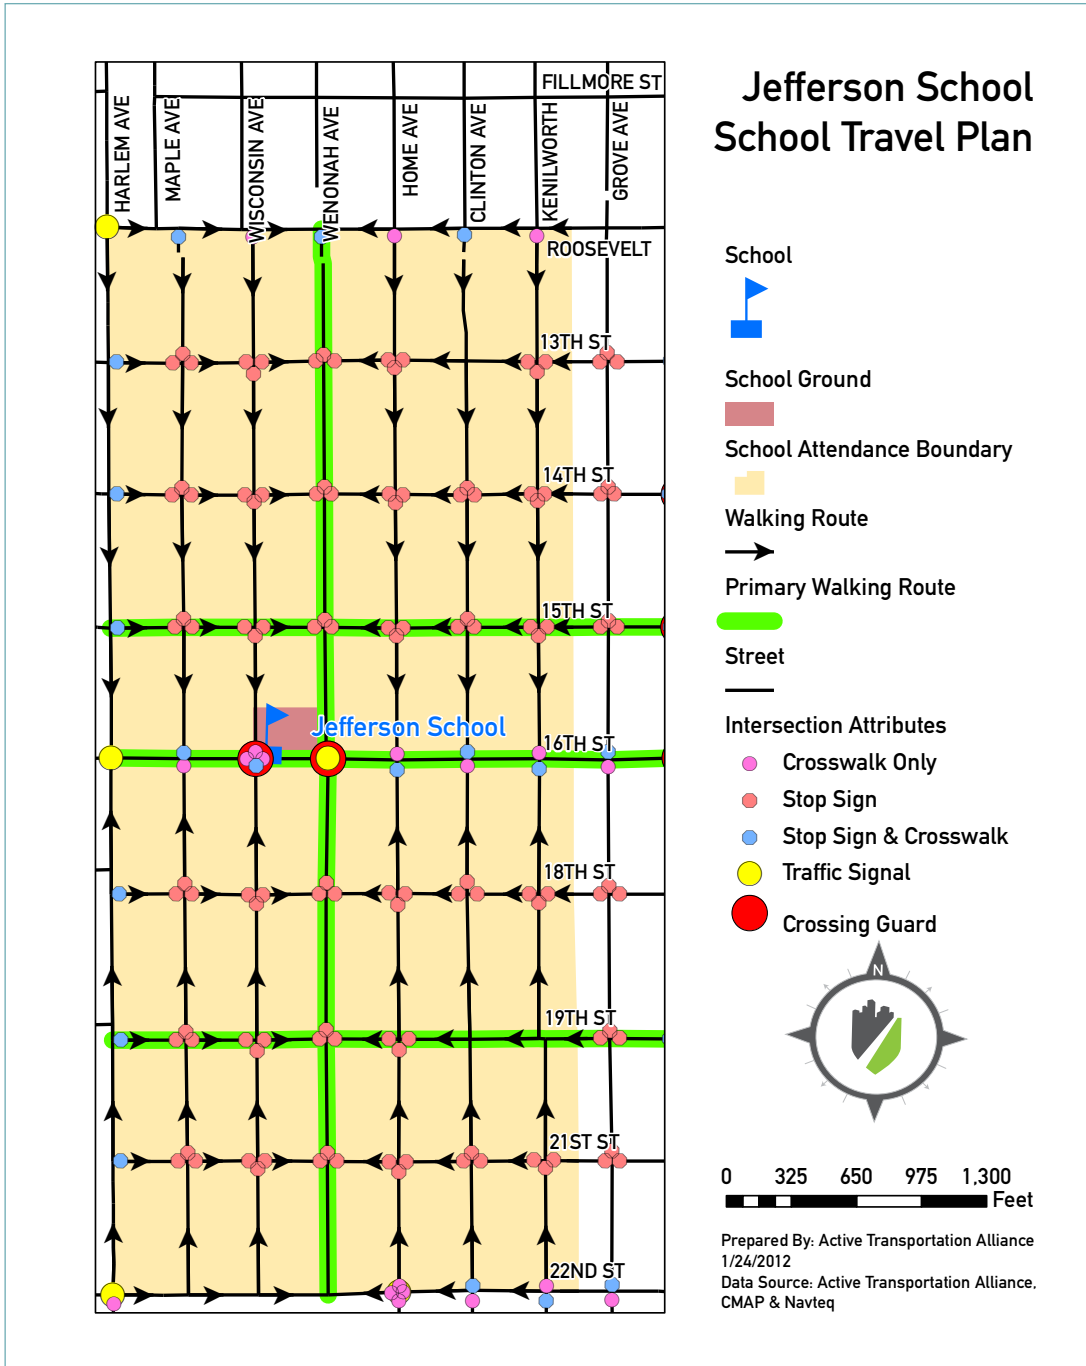 Jefferson School
School Travel Plan
FILLMORE ST
HARLEM AVE
MAPLE AVE
WISCONSIN AVE
WENONAH AVE
HOME AVE
CLINTON AVE
KENILWORTH
GROVE AVE
ROOSEVELT
13TH ST
14TH ST
15TH ST
Jefferson School
16TH ST
18TH ST
19TH ST
21ST ST
22ND ST
School
School Ground
School Attendance Boundary
Walking Route
Primary Walking Route
Street
Intersection Attributes
Crosswalk Only
Stop Sign
Stop Sign & Crosswalk
Traffic Signal
Crossing Guard
N
0 325 650 975 1,300
Feet
Prepared By: Active Transportation Alliance
1/24/2012
Data Source: Active Transportation Alliance,
CMAP & Navteq